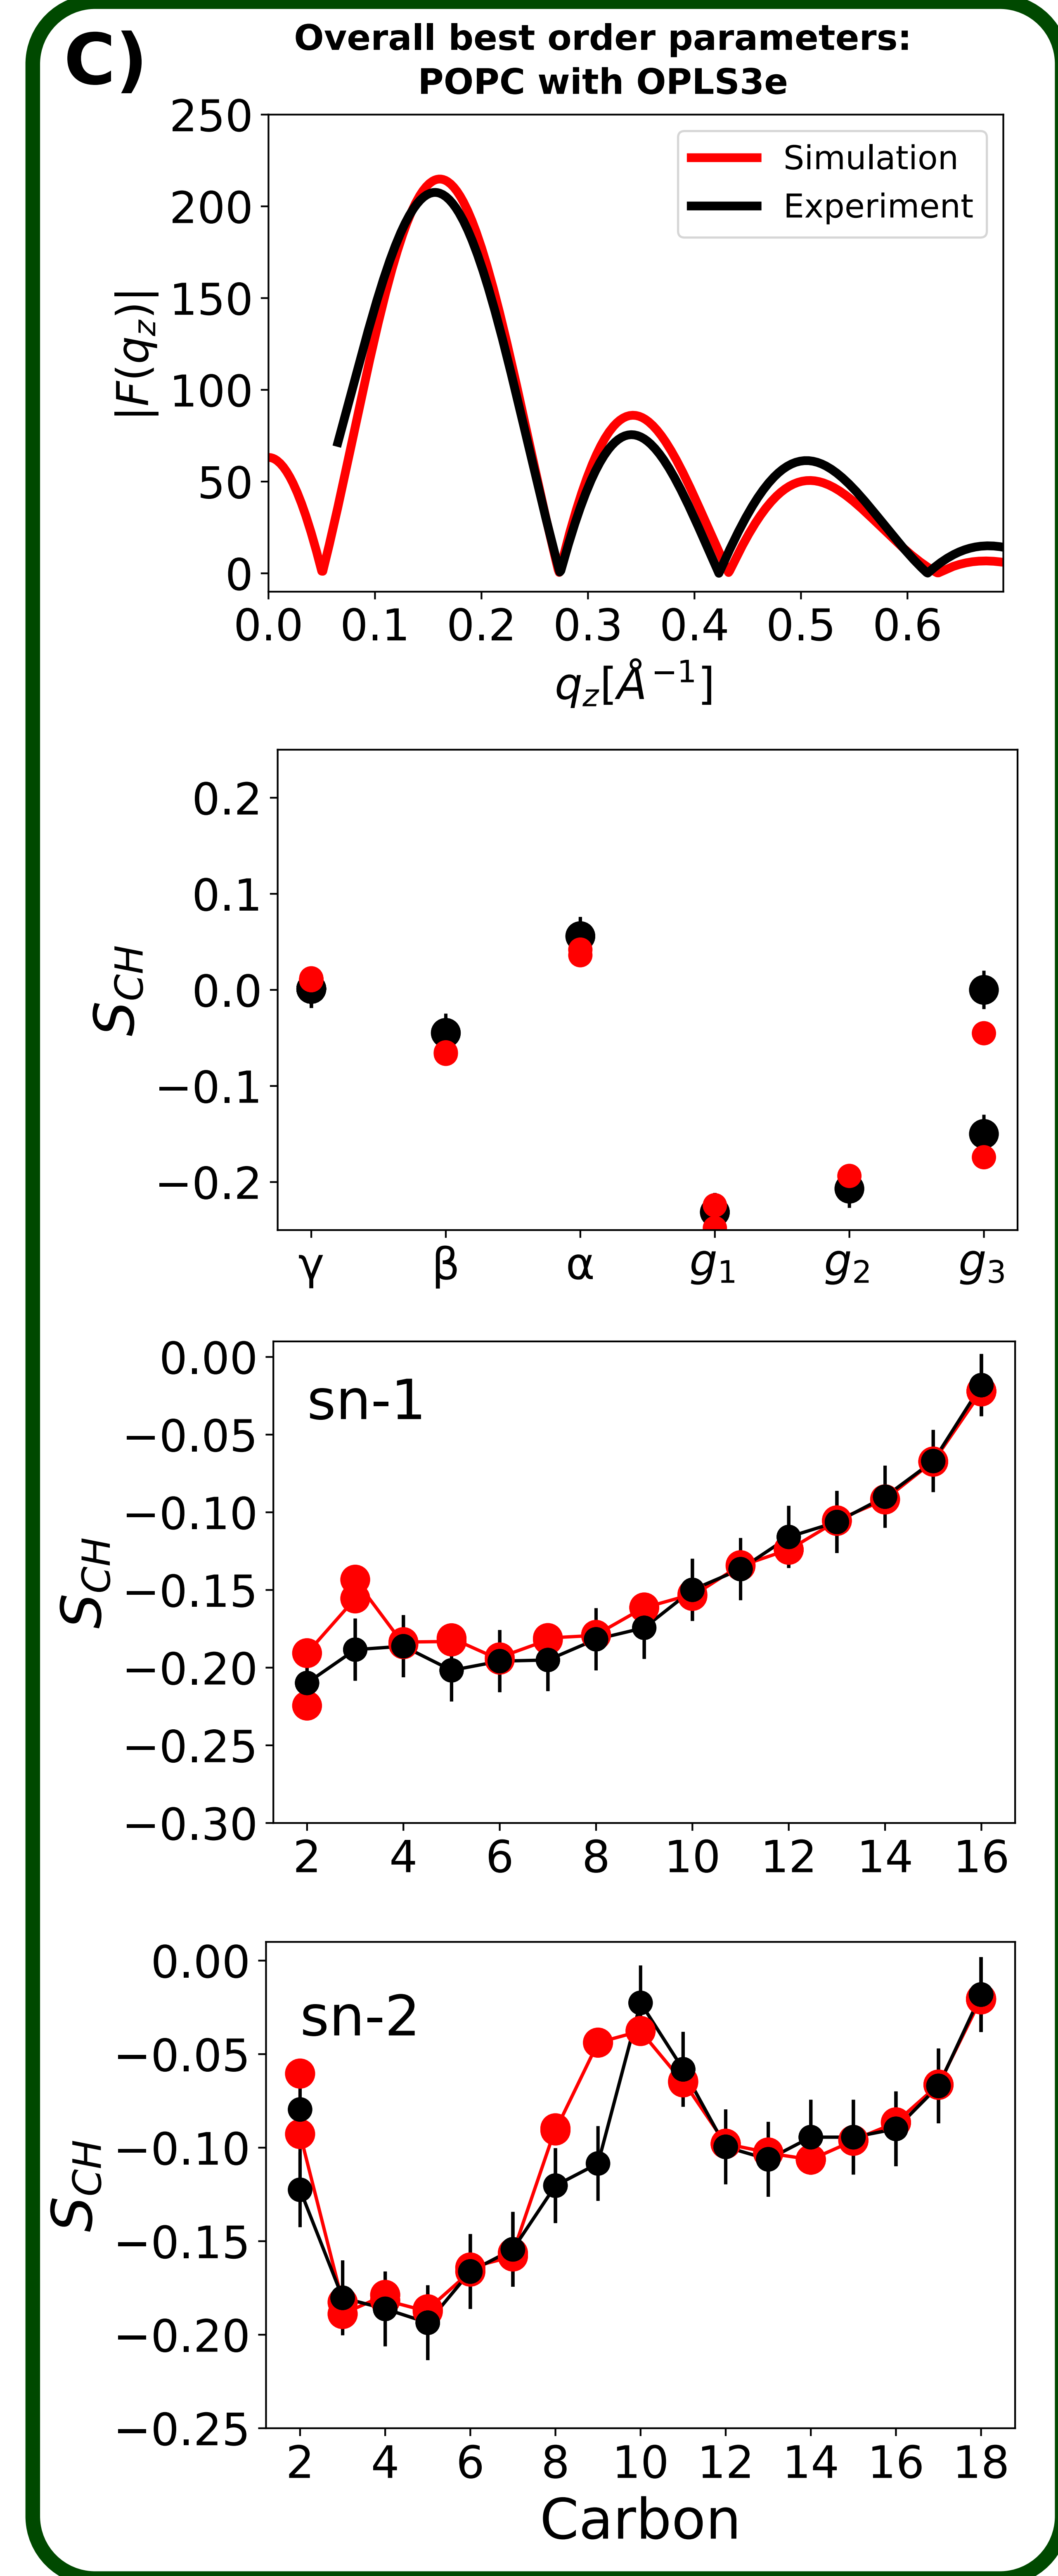 C)
Overall best order parameters:
POPC with OPLS3e
250
200
150
100
50
0
|F(q_z)|
Simulation
Experiment
0.0 0.1 0.2 0.3 0.4 0.5 0.6
q_z[Å⁻¹]
0.2
0.1
0.0
−0.1
−0.2
S_CH
γ β α g₁ g₂ g₃
sn-1
0.00
−0.05
−0.10
−0.15
−0.20
−0.25
−0.30
S_CH
2 4 6 8 10 12 14 16
sn-2
0.00
−0.05
−0.10
−0.15
−0.20
−0.25
S_CH
2 4 6 8 10 12 14 16 18
Carbon